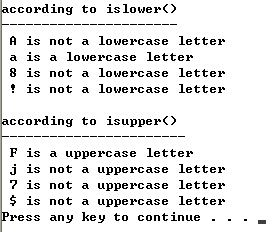 according to islower()
----------------------
A is not a lowercase letter
a is a lowercase letter
8 is not a lowercase letter
! is not a lowercase letter
according to isupper()
-----------------------
F is a uppercase letter
j is not a uppercase letter
7 is not a uppercase letter
$ is not a uppercase letter
Press any key to continue . . . _